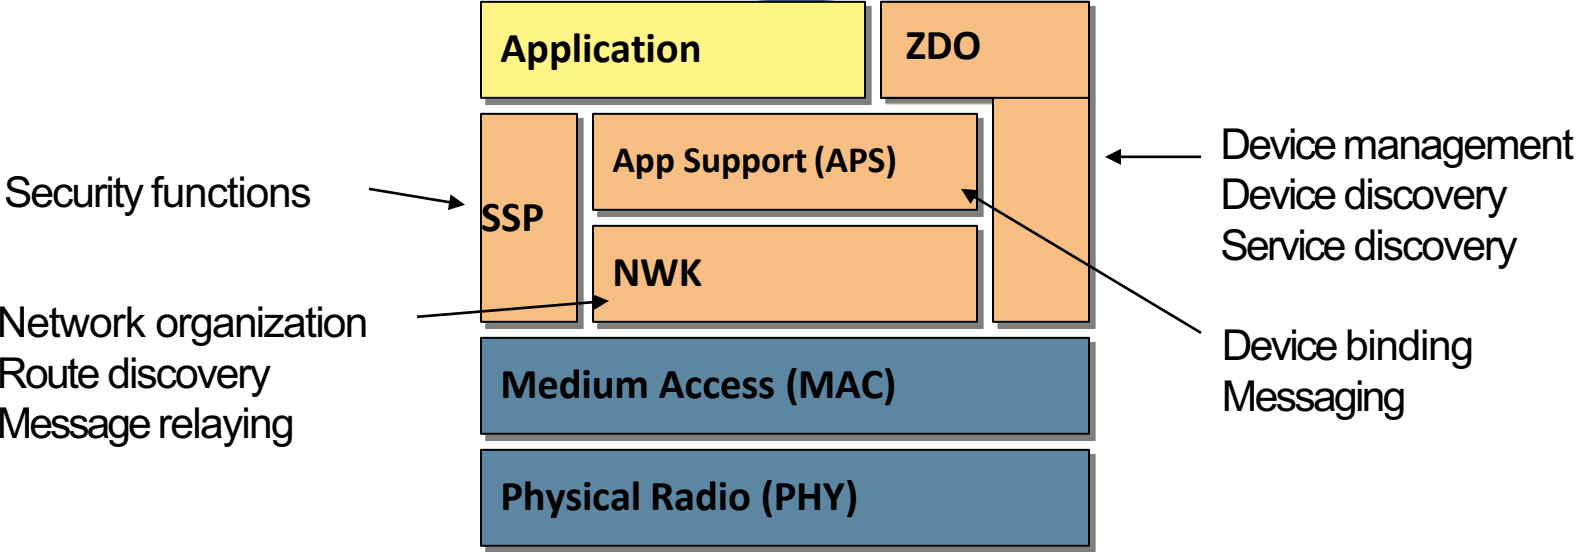 Application
ZDO
Security functions
SSP
App Support (APS)
Device management
Device discovery
Service discovery
NWK
Network organization
Route discovery
Message relaying
Device binding
Messaging
Medium Access (MAC)
Physical Radio (PHY)